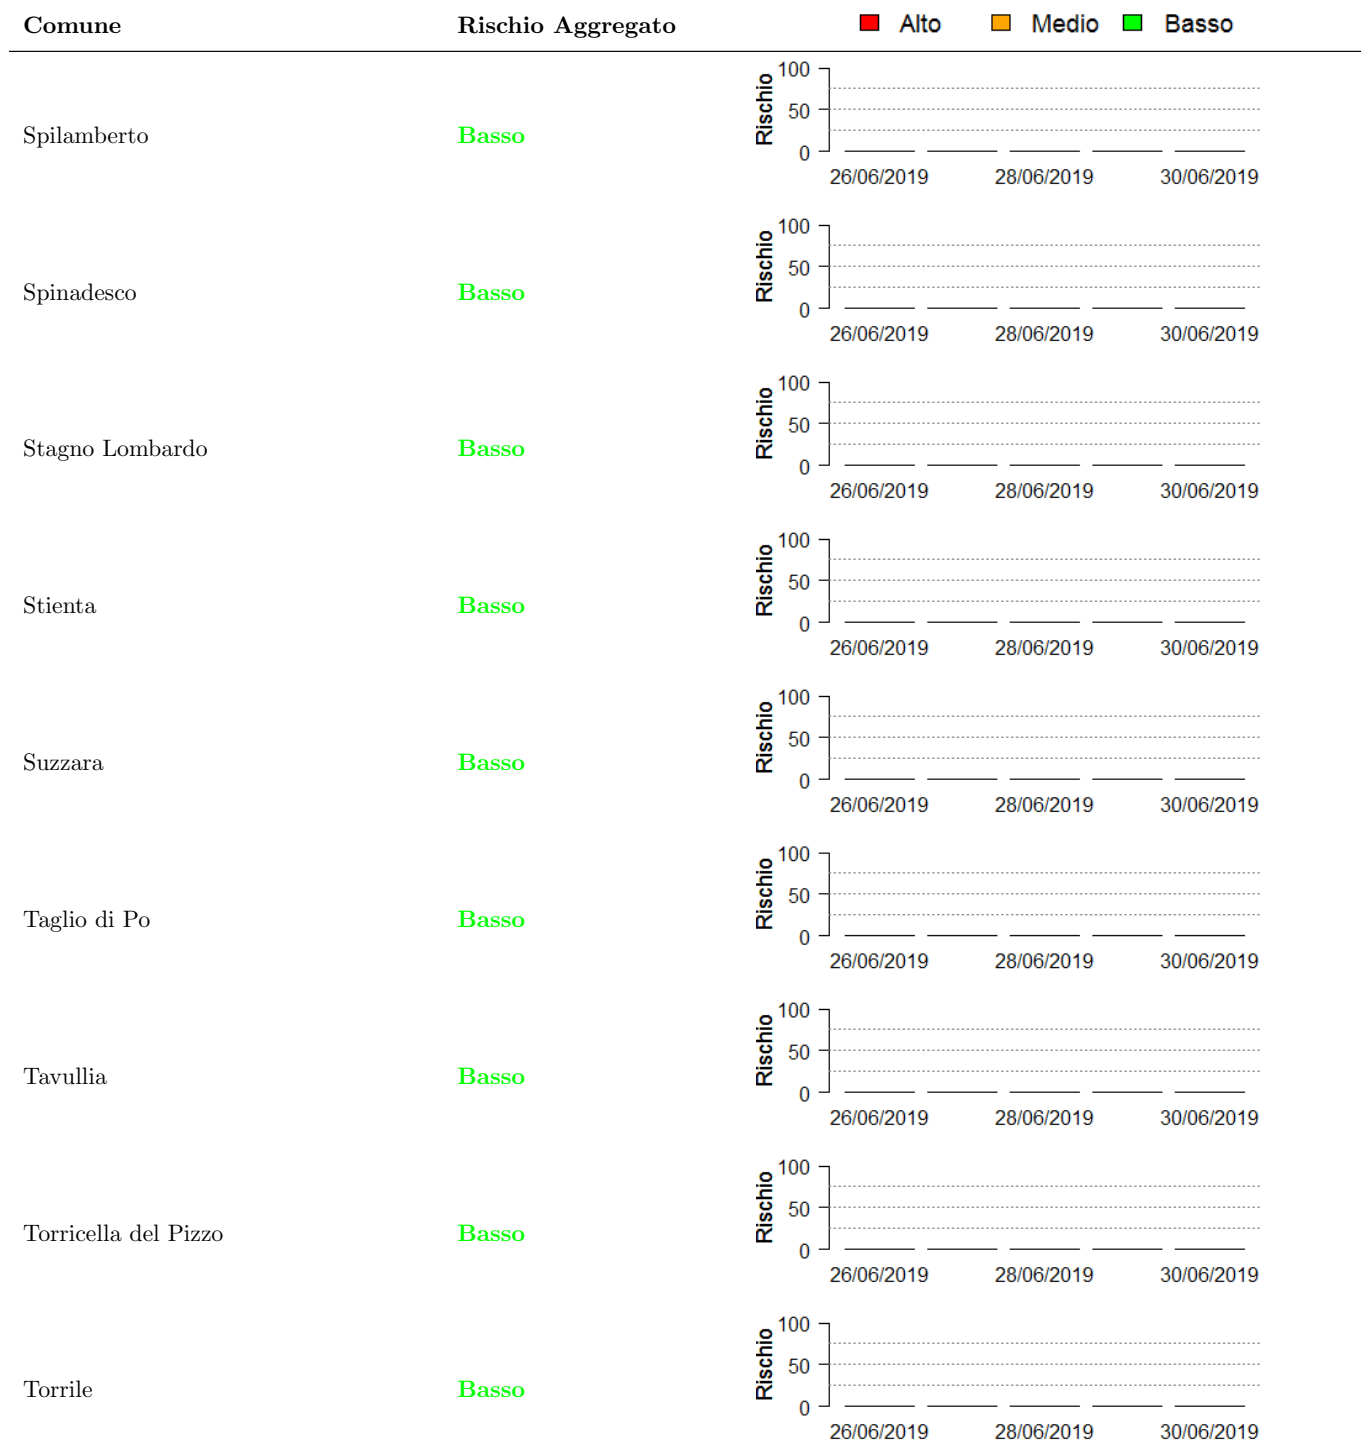 Comune Rischio Aggregato Alto Medio Basso
100
50
0
Rischio
Spilamberto Basso
26/06/2019 28/06/2019 30/06/2019
100
50
0
Rischio
Spinadesco Basso
26/06/2019 28/06/2019 30/06/2019
100
50
0
Rischio
Stagno Lombardo Basso
26/06/2019 28/06/2019 30/06/2019
100
50
0
Rischio
Stienta Basso
26/06/2019 28/06/2019 30/06/2019
100
50
0
Rischio
Suzzara Basso
26/06/2019 28/06/2019 30/06/2019
100
50
0
Rischio
Taglio di Po Basso
26/06/2019 28/06/2019 30/06/2019
100
50
0
Rischio
Tavullia Basso
26/06/2019 28/06/2019 30/06/2019
100
50
0
Rischio
Torricella del Pizzo Basso
26/06/2019 28/06/2019 30/06/2019
100
50
0
Rischio
Torrile Basso
26/06/2019 28/06/2019 30/06/2019